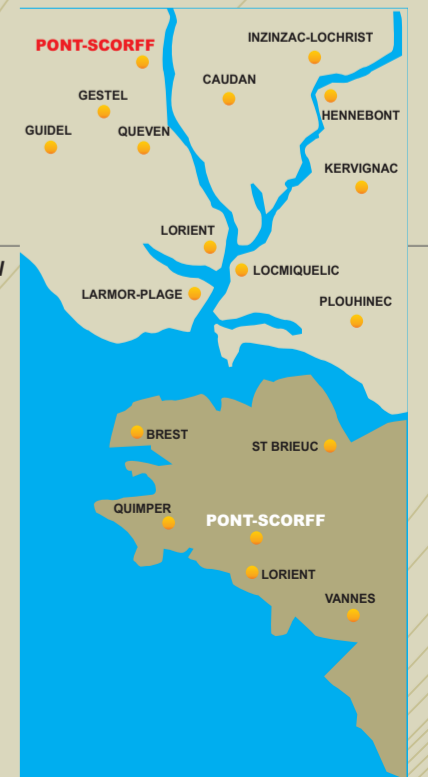 INZINZAC-LOCHRIST
PONT-SCORFF
CAUDAN
GESTEL
HENNEBONT
GUIDEL
QUEVEN
KERVIGNAC
LORIENT
LOCMIQUELIC
LARMOR-PLAGE
PLOUHINEC
BREST
ST BRIEUC
QUIMPER
PONT-SCORFF
LORIENT
VANNES